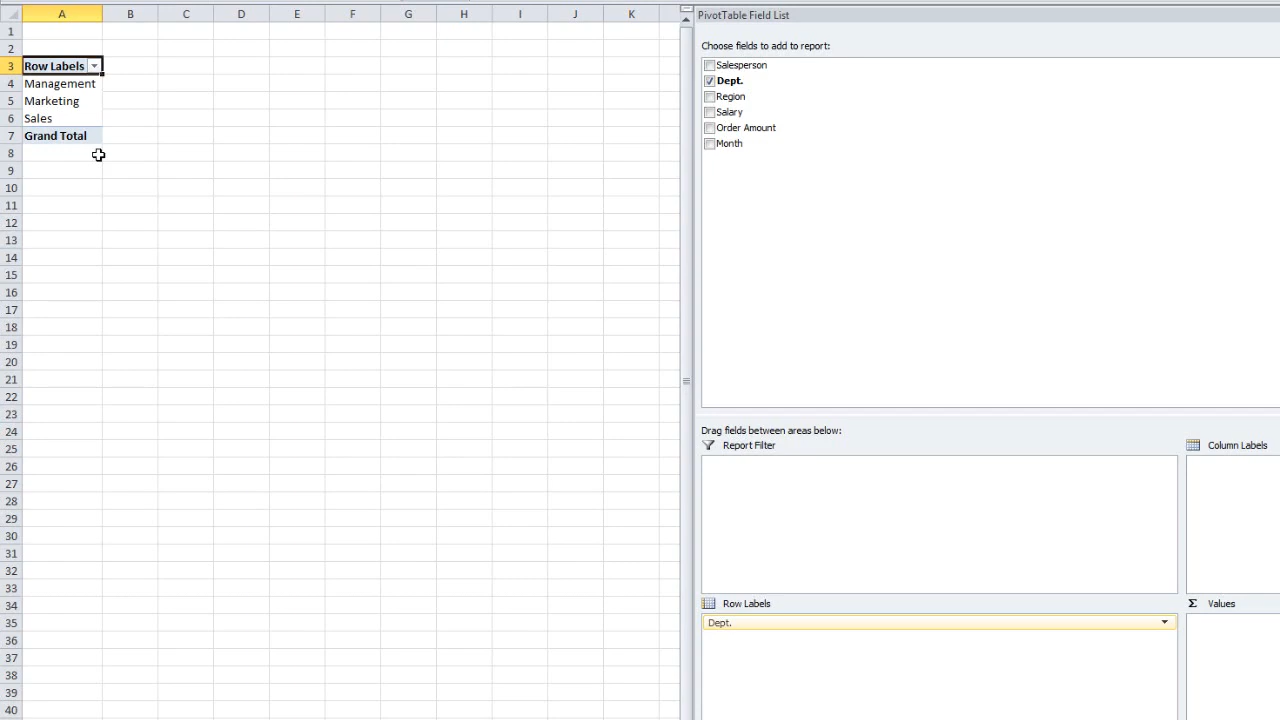 A B C D E F G H I J K
1
2
3 Row Labels
4 Management
5 Marketing
6 Sales
7 Grand Total
8
9
10
11
12
13
14
15
16
17
18
19
20
21
22
23
24
25
26
27
28
29
30
31
32
33
34
35
36
37
38
39
40
PivotTable Field List
Choose fields to add to report:
Salesperson
Dept.
Region
Salary
Order Amount
Month
Drag fields between areas below:
Report Filter
Column Labels
Row Labels
Σ Values
Dept.